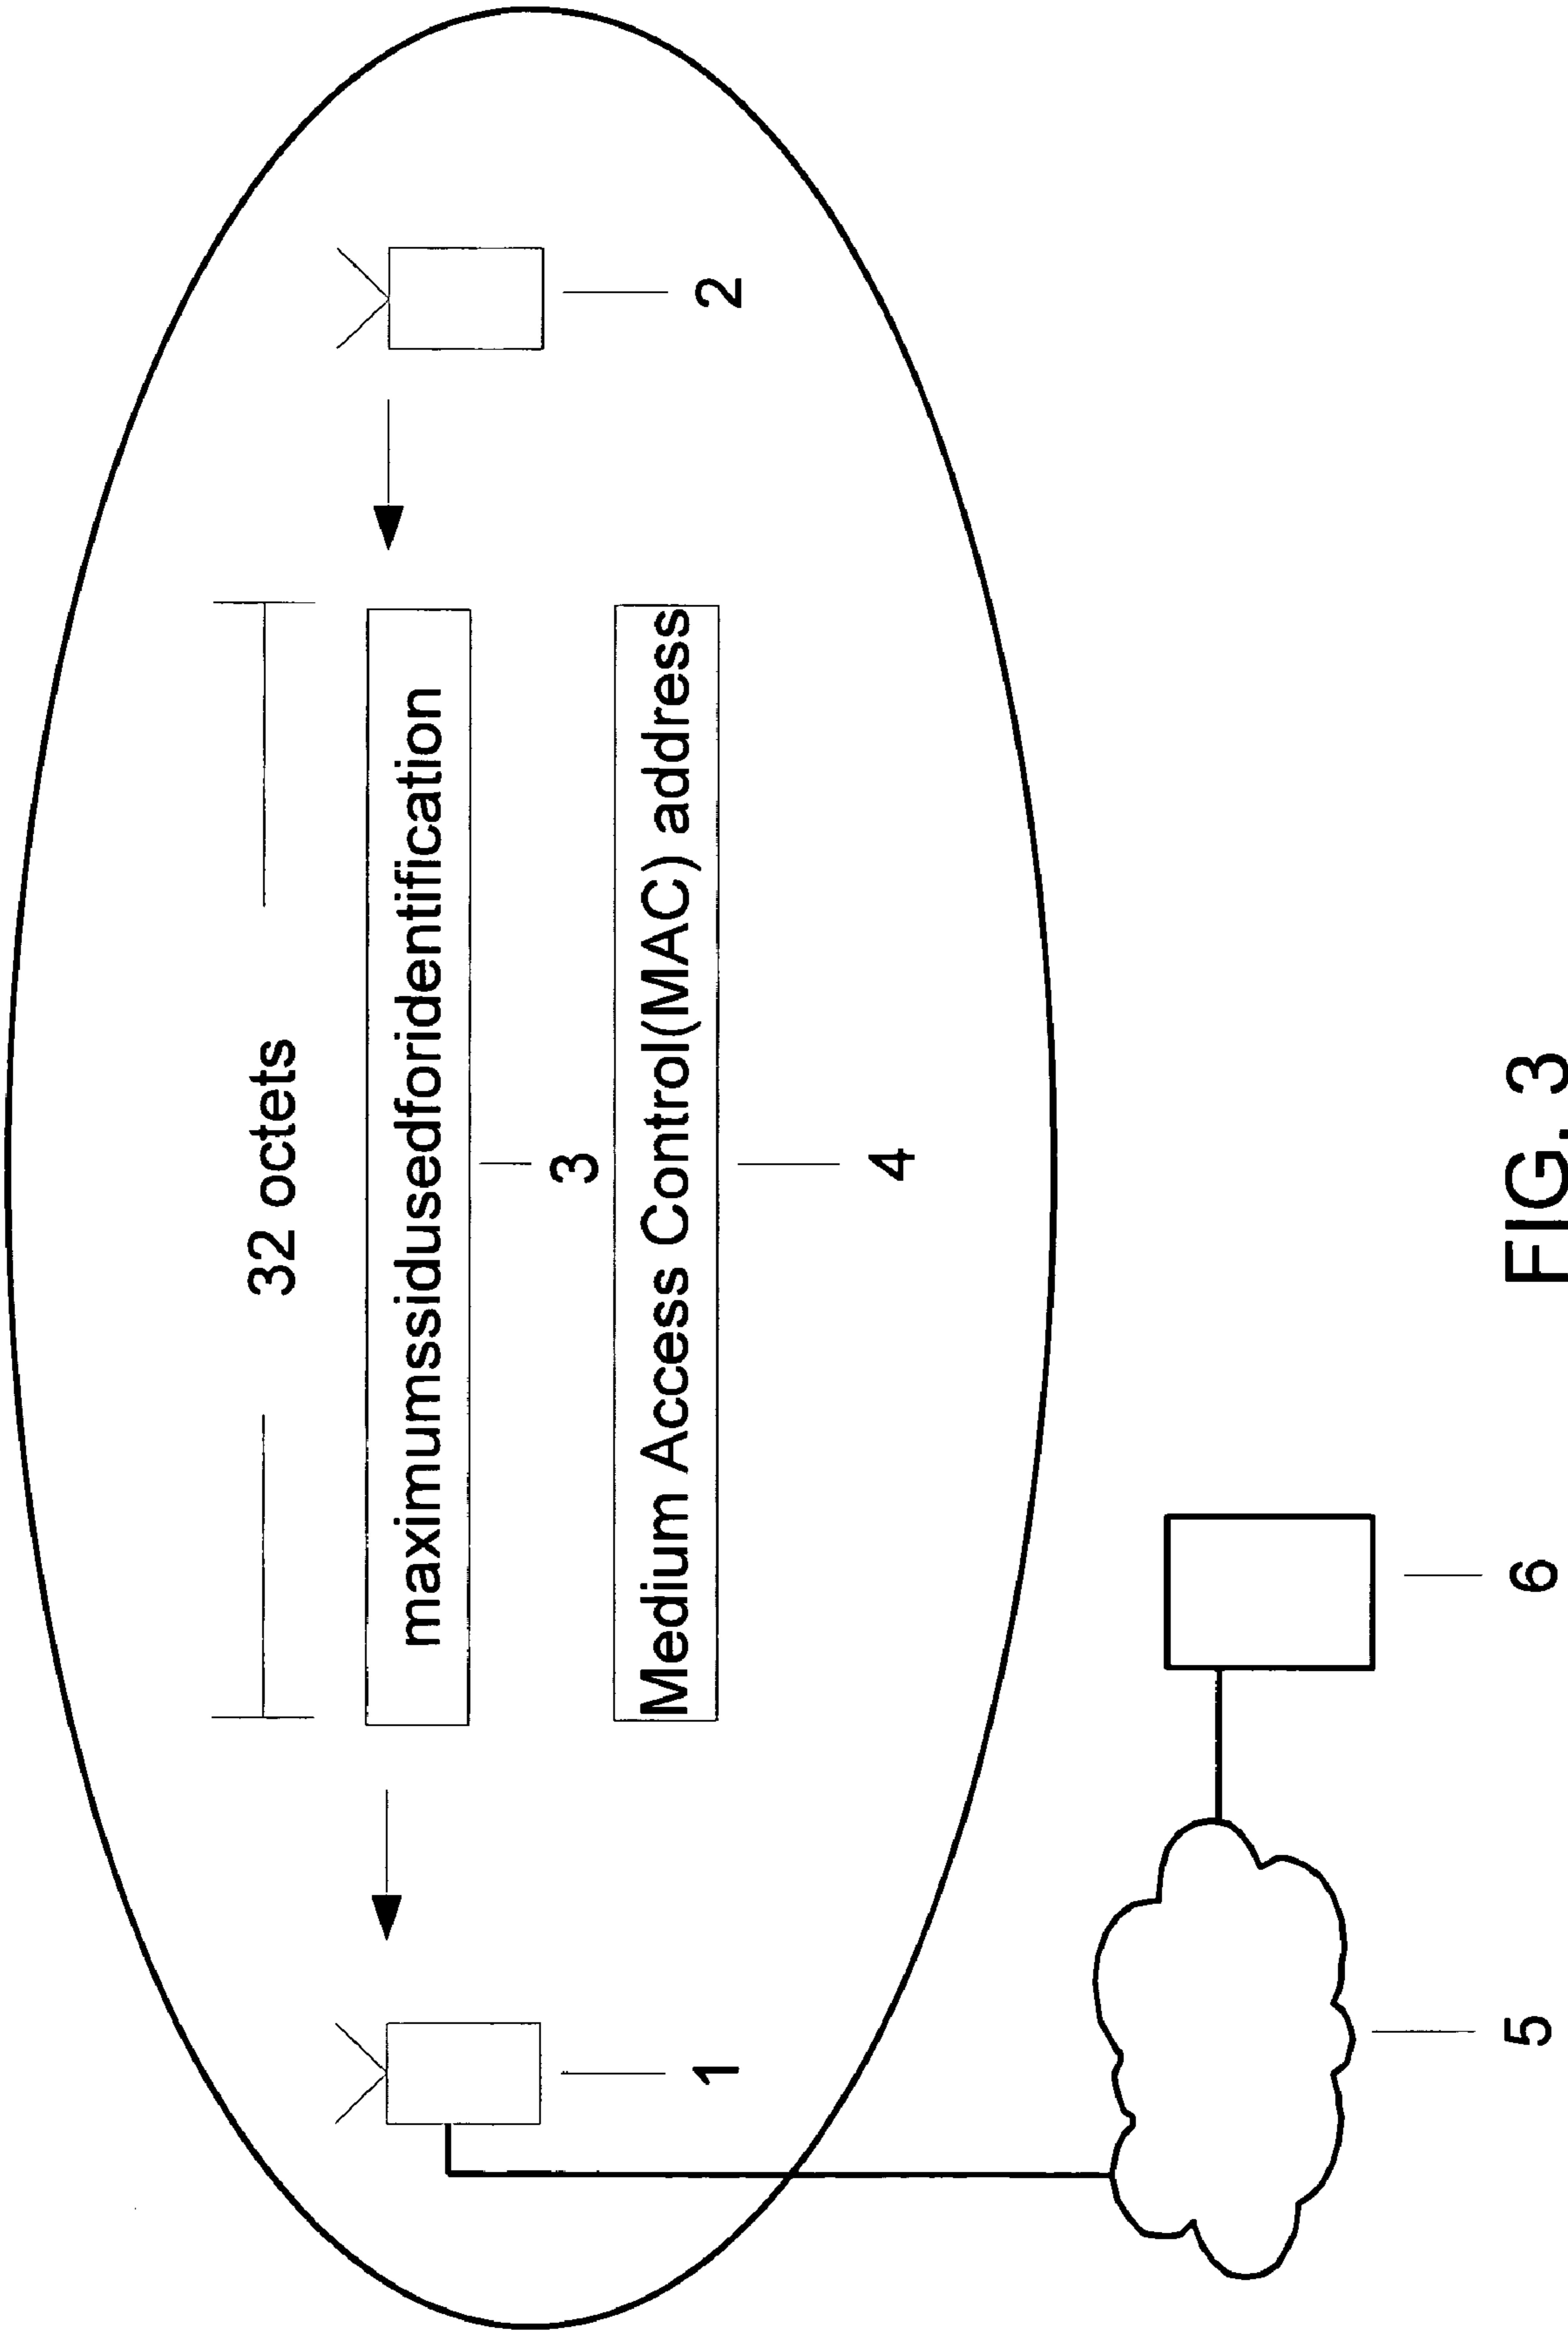 32 octets
maximumssidusedforidentification
3
Medium Access Control(MAC) address
4
1
2
5
6
FIG. 3